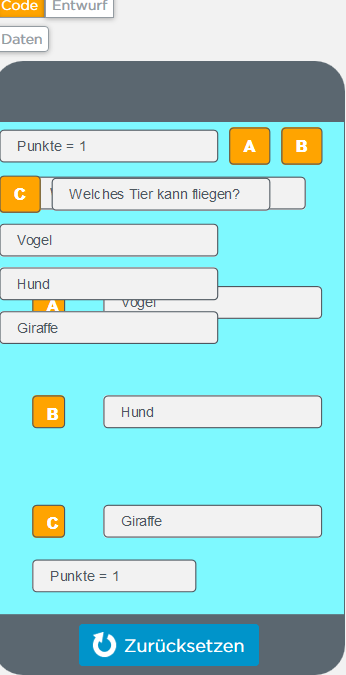 Code Entwurf
Daten
Punkte = 1 A B
C Welches Tier kann fliegen?
Vogel
Hund
A Vogel
Giraffe
B Hund
C Giraffe
Punkte = 1
Zurücksetzen